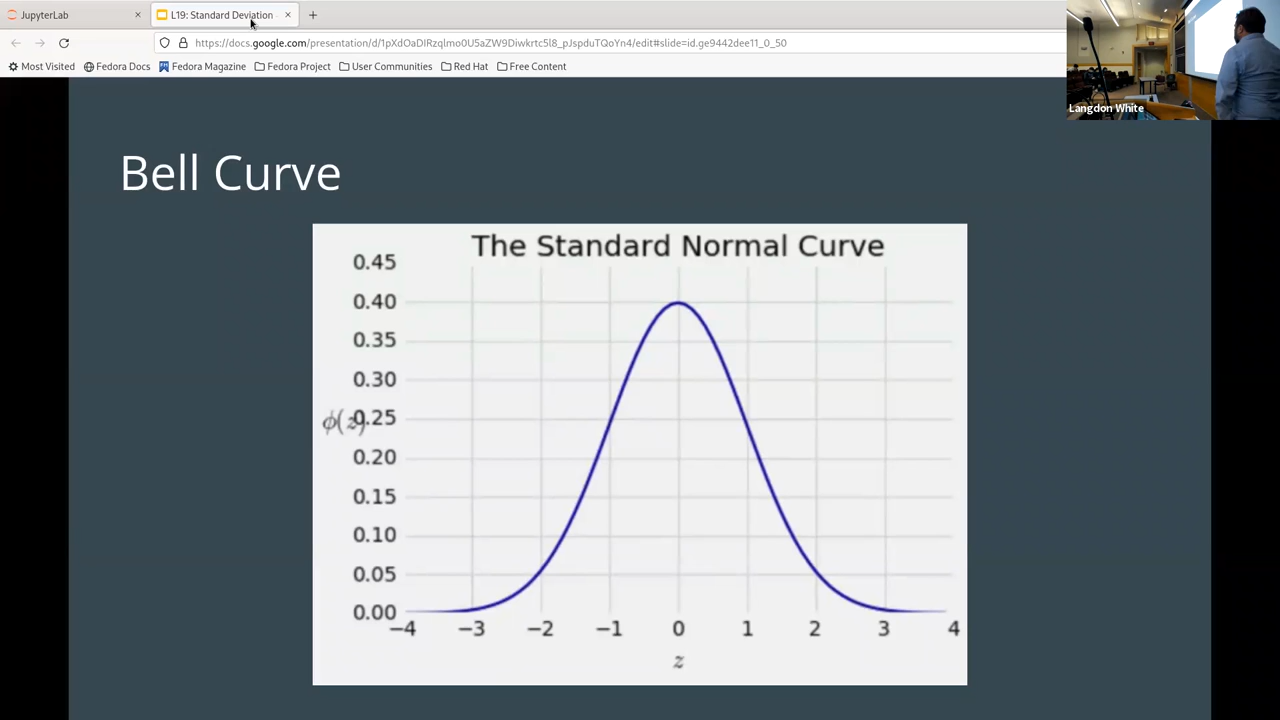 JupyterLab
L19: Standard Deviation
https://docs.google.com/presentation/d/1pXdOaDIRzqlmn0U5aZW9Diwkrtc5l8_pJspduTQoYn4/edit#slide=id.ge9442dee11_0_50
Most Visited Fedora Docs Fedora Magazine Fedora Project User Communities Red Hat Free Content
Langdon White
Bell Curve
The Standard Normal Curve
0.45
0.40
0.35
0.30
ϕ(z) 0.25
0.20
0.15
0.10
0.05
0.00
−4 −3 −2 −1 0 1 2 3 4
z